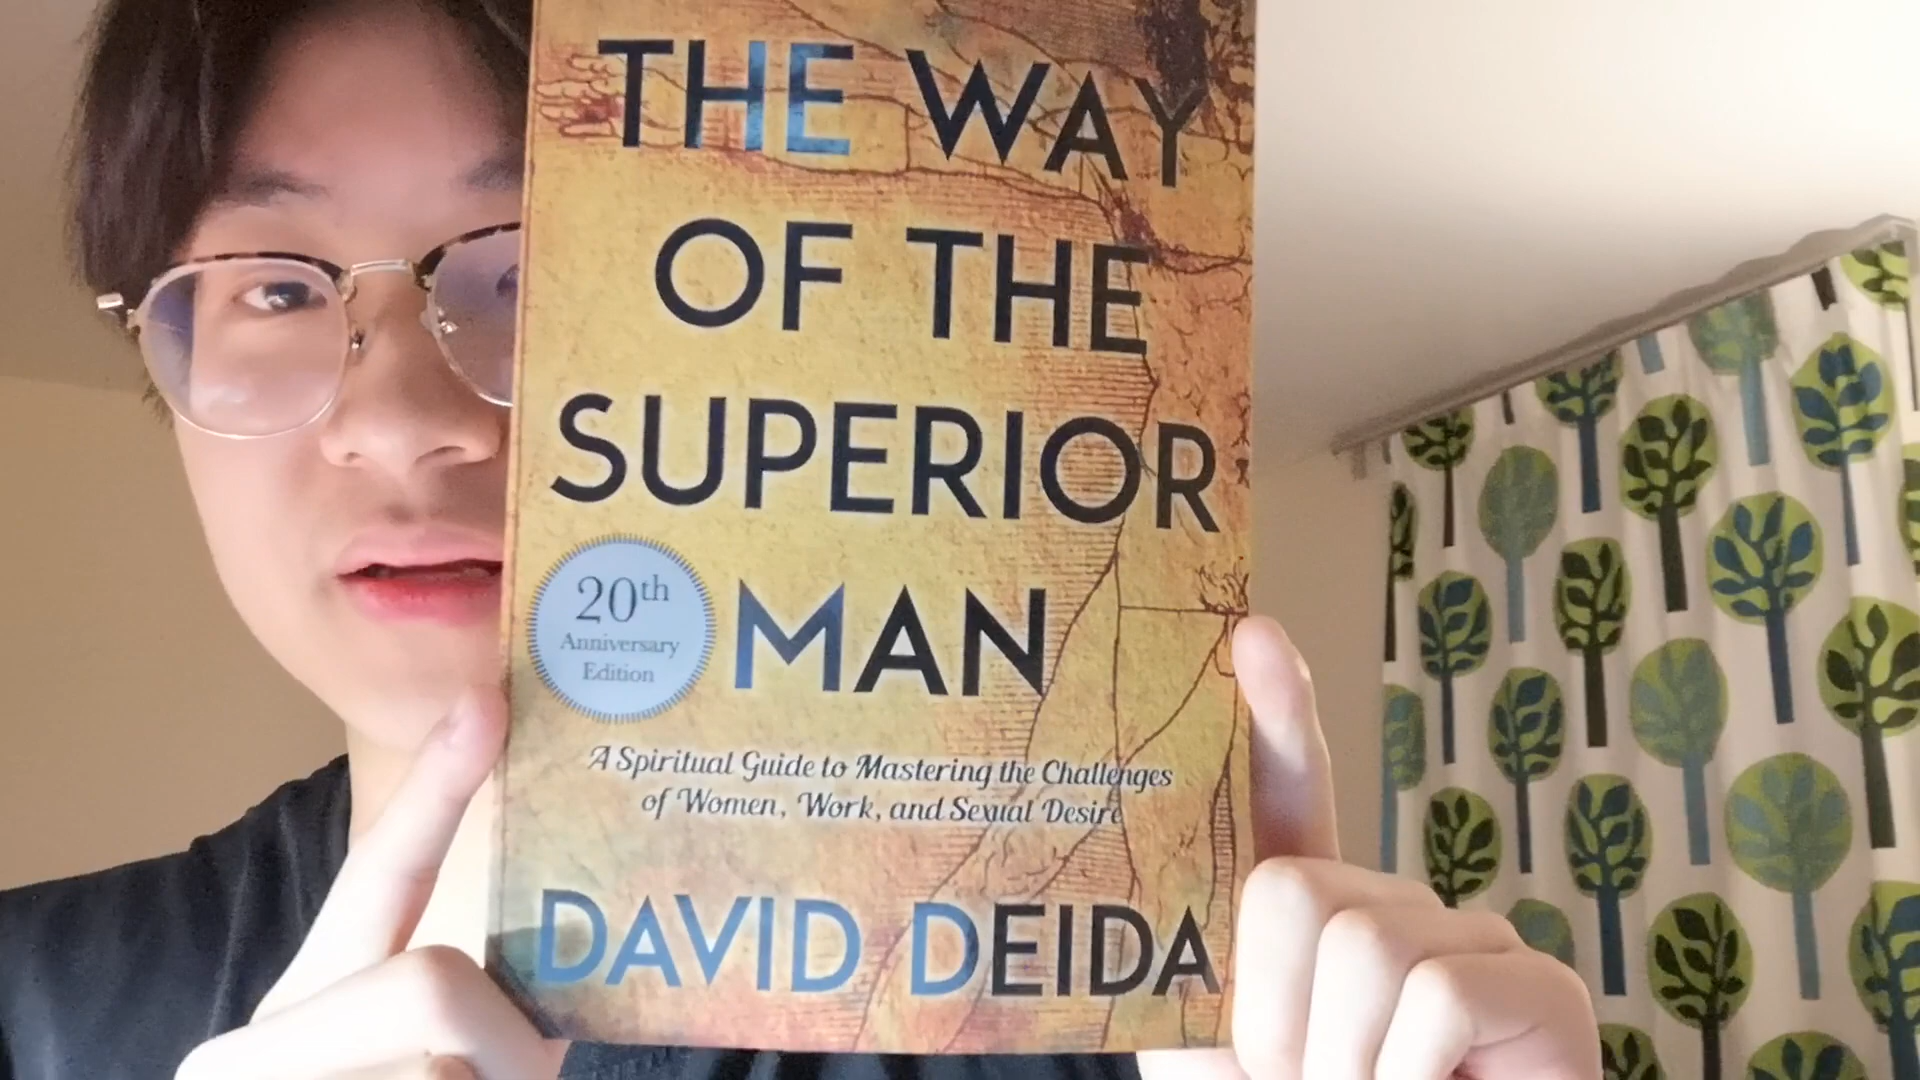 THE WAY
OF THE
SUPERIOR
MAN
20th
Anniversary
Edition
A Spiritual Guide to Mastering the Challenges
of Women, Work, and Sexual Desire
DAVID DEIDA